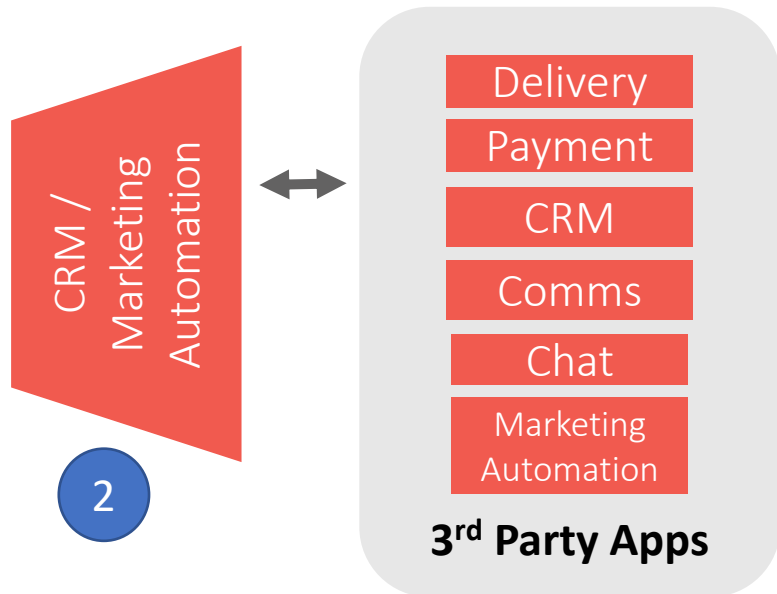 CRM /
Marketing
Automation
2
Delivery
Payment
CRM
Comms
Chat
Marketing
Automation
3rd Party Apps